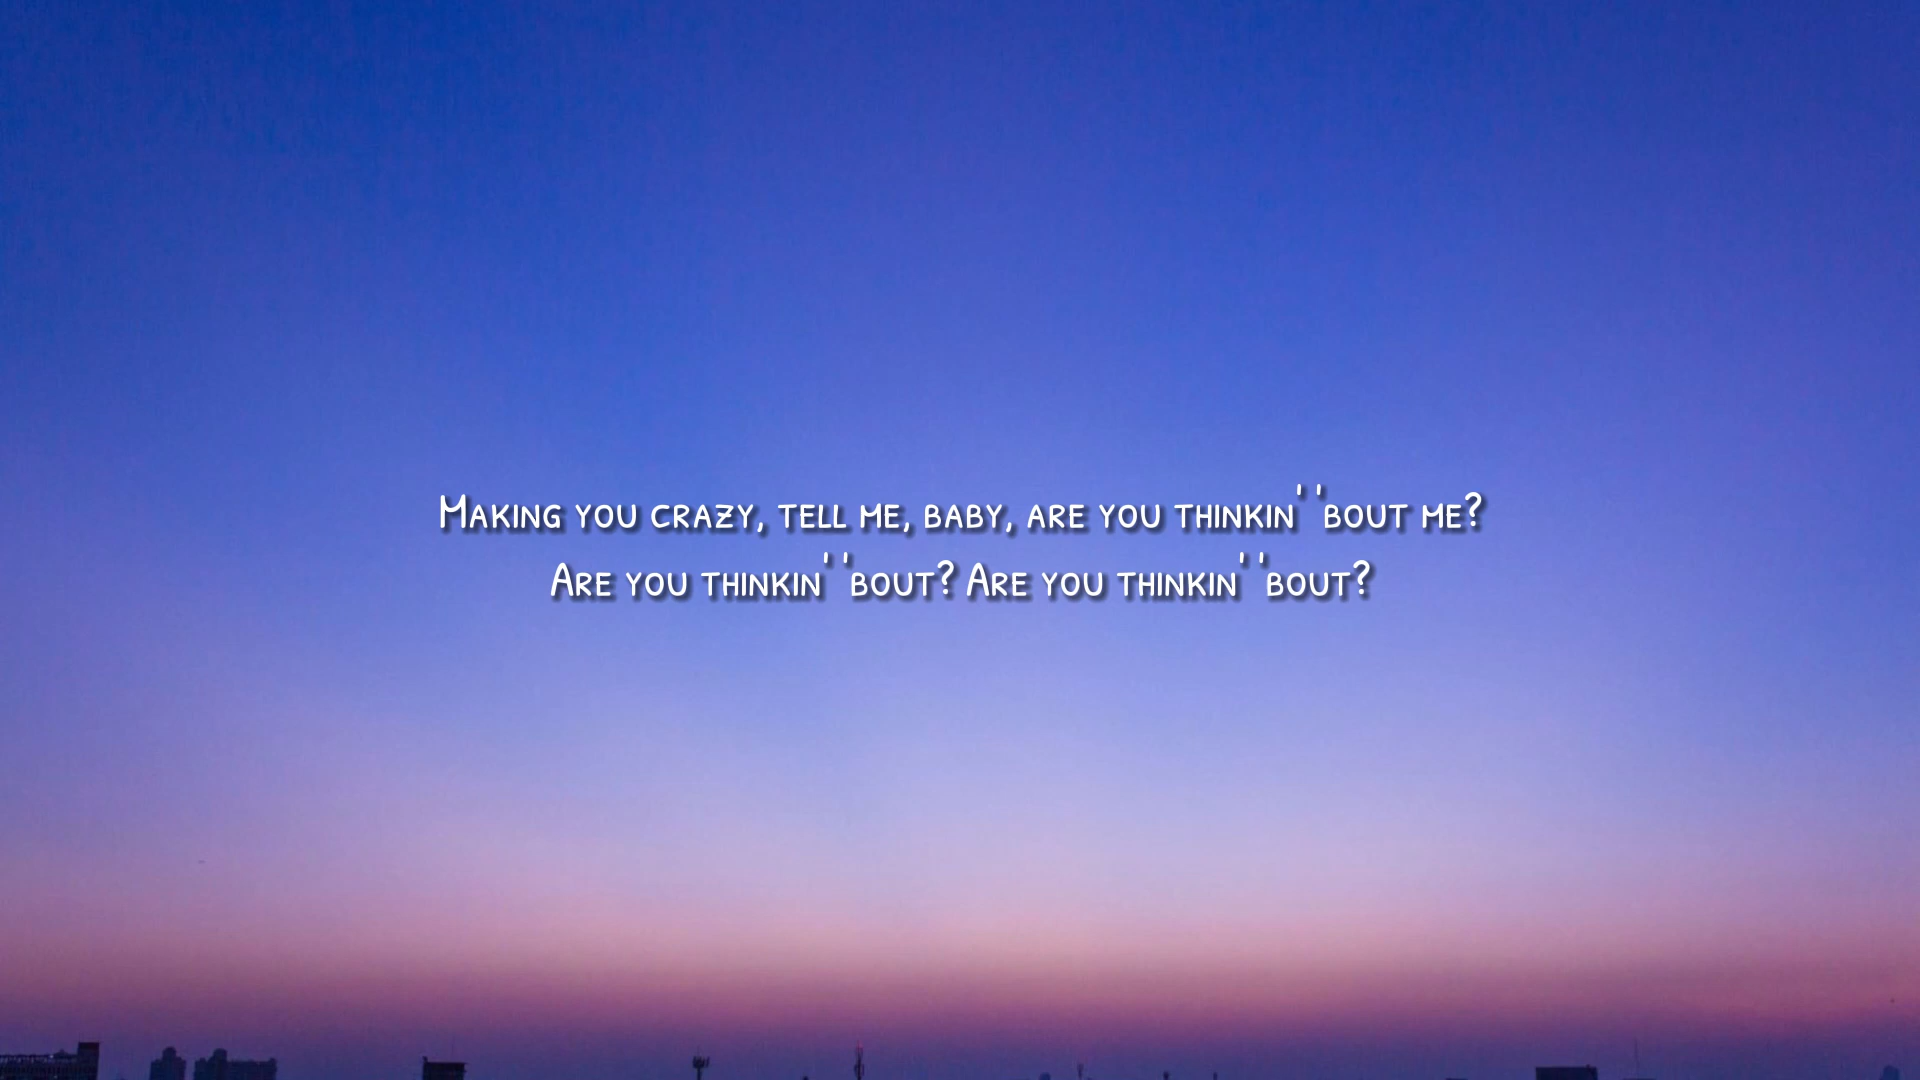 Making you crazy, tell me, baby, are you thinkin' 'bout me?
Are you thinkin' 'bout? Are you thinkin' 'bout?